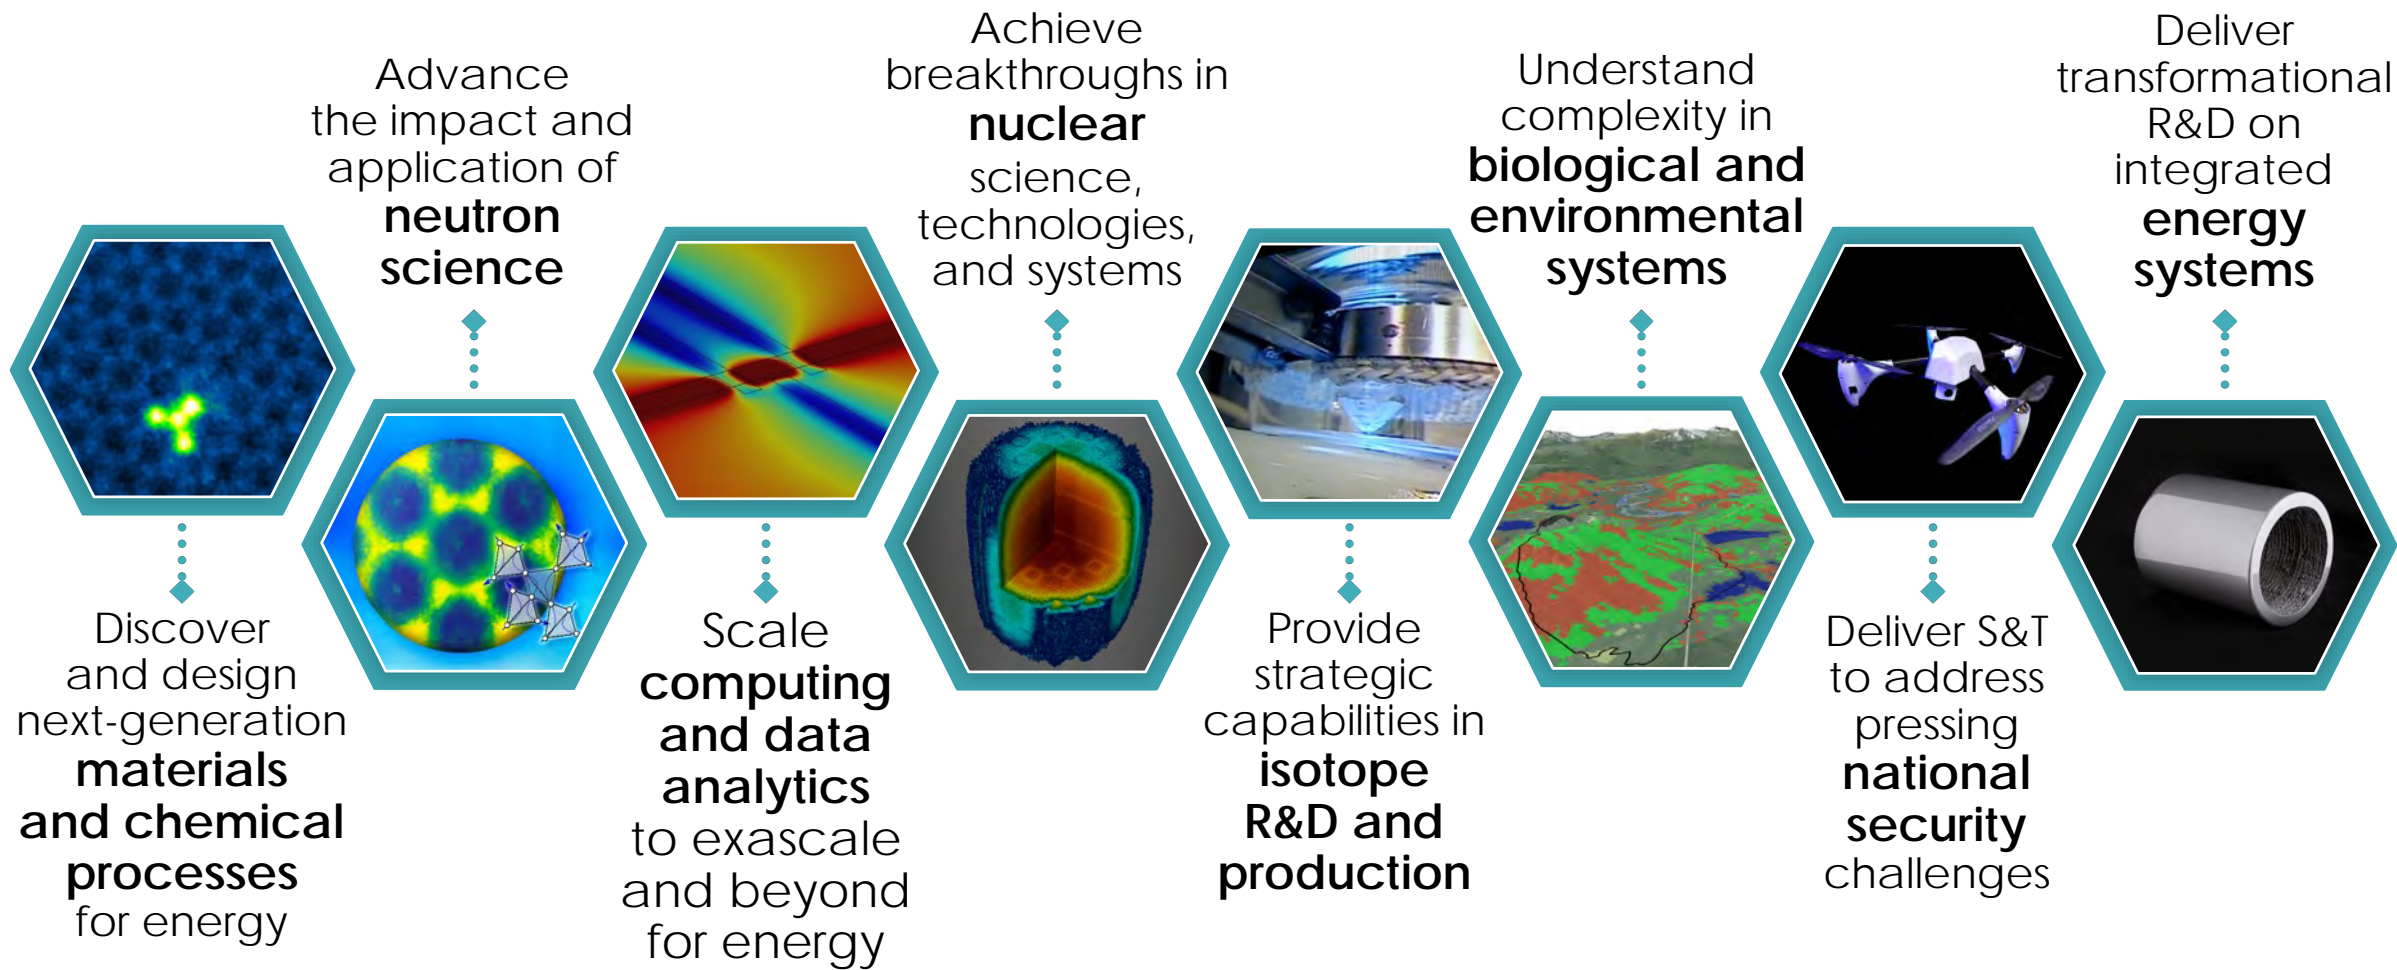 Discover
and design
next-generation
materials
and chemical
processes
for energy
Advance
the impact and
application of
neutron
science
Scale
computing
and data
analytics
to exascale
and beyond
for energy
Achieve
breakthroughs in
nuclear
science,
technologies,
and systems
Provide
strategic
capabilities in
isotope
R&D and
production
Understand
complexity in
biological and
environmental
systems
Deliver S&T
to address
pressing
national
security
challenges
Deliver
transformational
R&D on
integrated
energy
systems